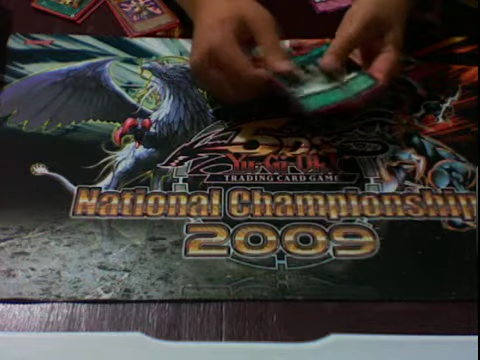 5D's
Yu-Gi-Oh!
TRADING CARD GAME
National Championship
2009